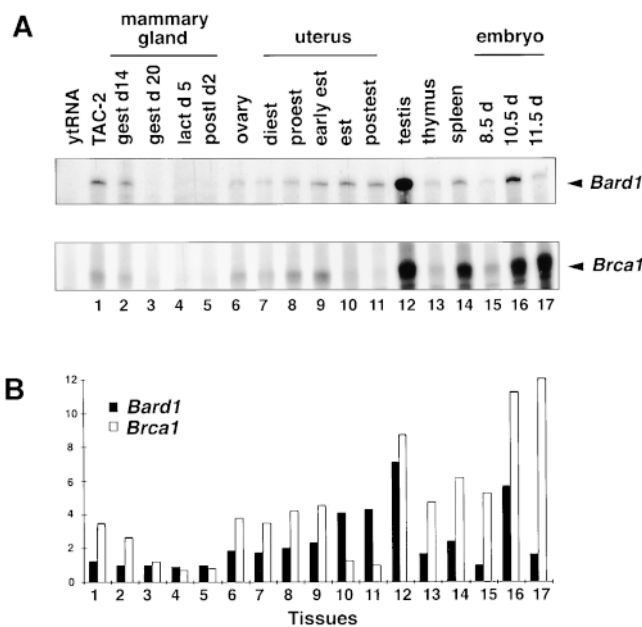 A
mammary
gland
uterus
embryo
ytRNA
TAC-2
gest d14
gest d 20
lact d 5
postl d2
ovary
diest
proest
early est
est
postest
testis
thymus
spleen
8.5 d
10.5 d
11.5 d
Bard1
Brca1
1 2 3 4 5 6 7 8 9 10 11 12 13 14 15 16 17
B
12
10
8
6
4
2
0
Bard1
Brca1
1 2 3 4 5 6 7 8 9 10 11 12 13 14 15 16 17
Tissues